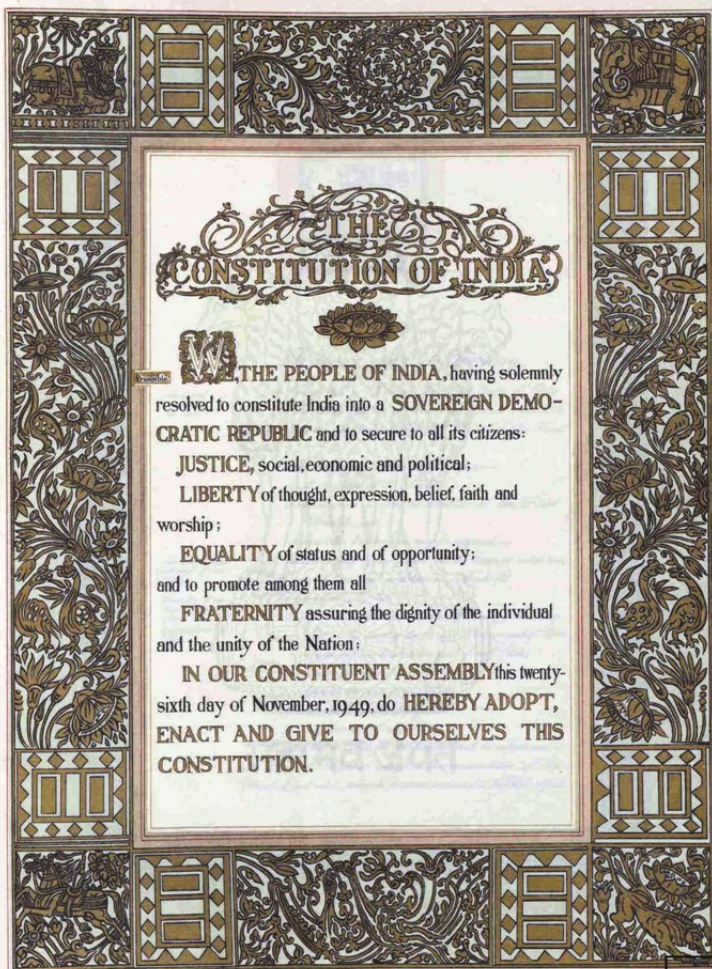 THE
CONSTITUTION OF INDIA
Preamble.
WE, THE PEOPLE OF INDIA, having solemnly
resolved to constitute India into a SOVEREIGN DEMO-
CRATIC REPUBLIC and to secure to all its citizens:
JUSTICE, social, economic and political;
LIBERTY of thought, expression, belief, faith and
worship;
EQUALITY of status and of opportunity;
and to promote among them all
FRATERNITY assuring the dignity of the individual
and the unity of the Nation;
IN OUR CONSTITUENT ASSEMBLY this twenty-
sixth day of November, 1949, do HEREBY ADOPT,
ENACT AND GIVE TO OURSELVES THIS
CONSTITUTION.